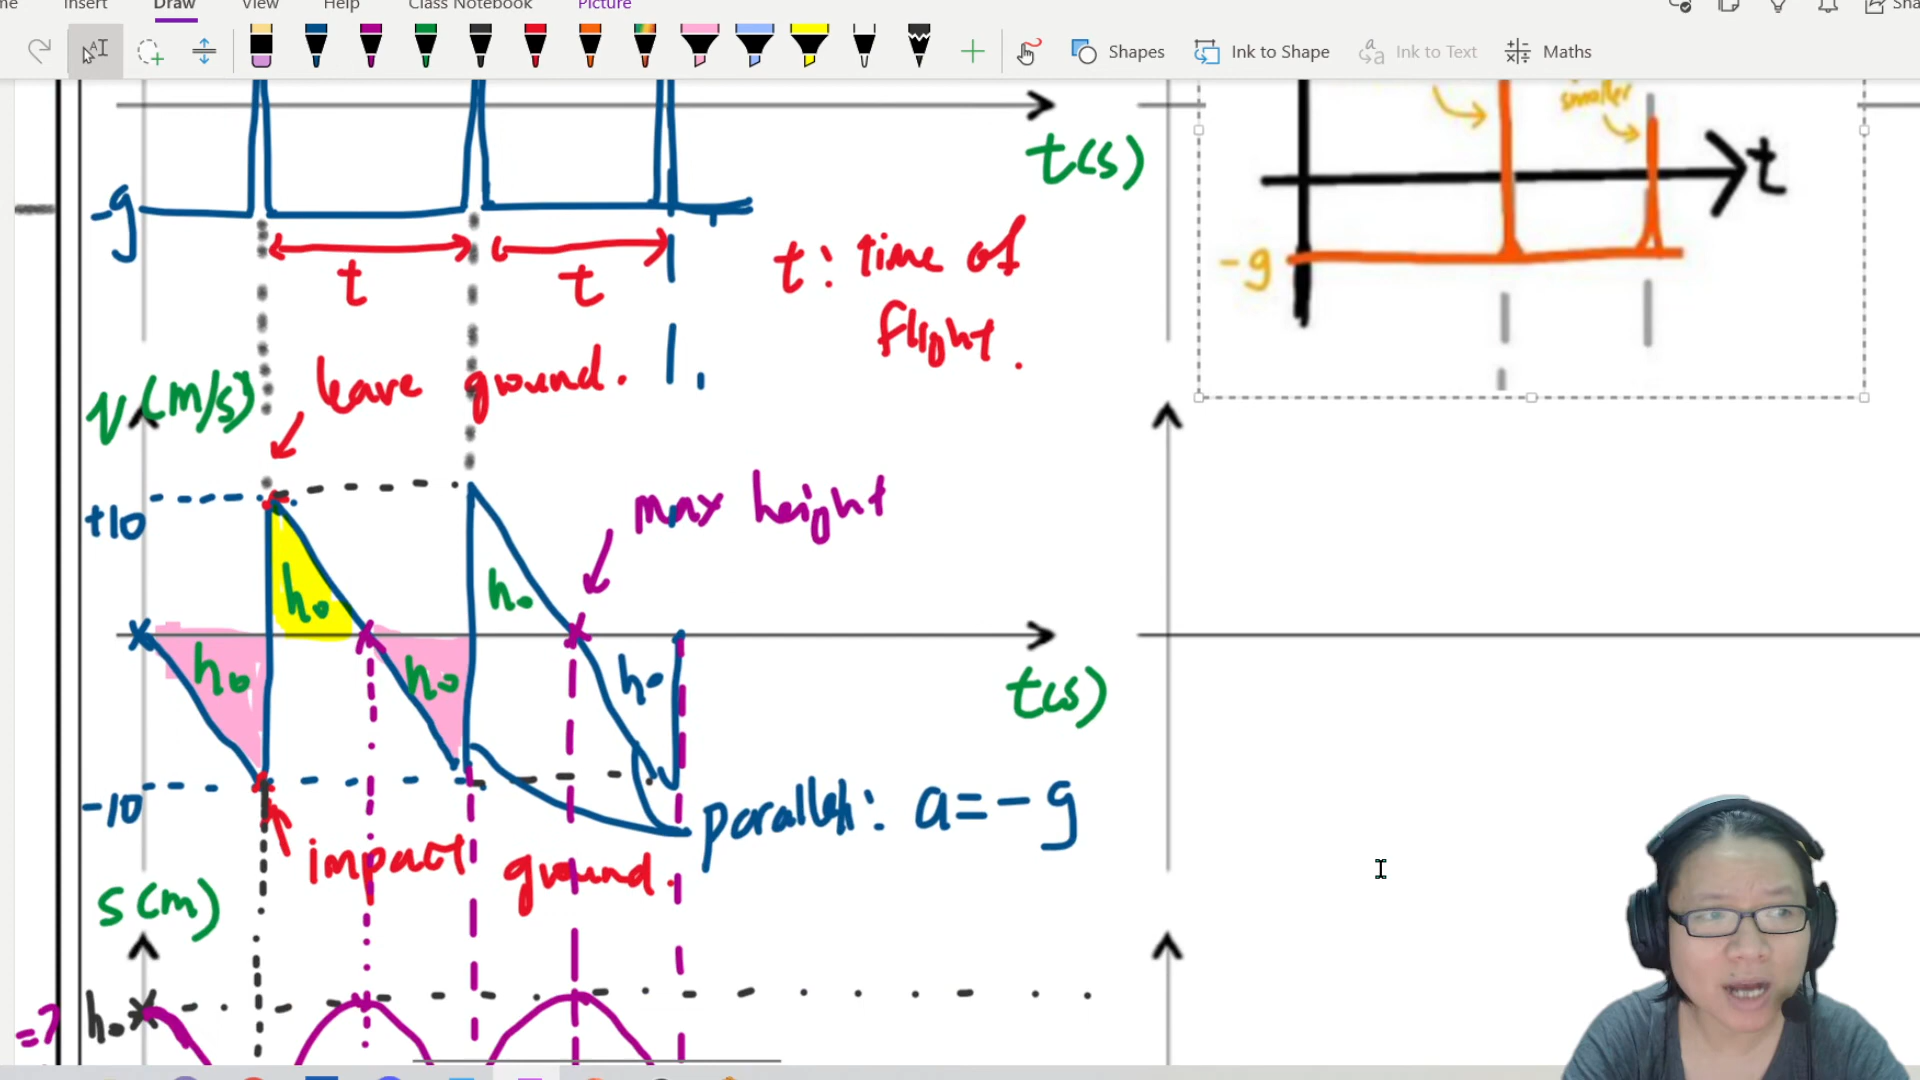 Insert Draw View Help Class Notebook Picture
Shapes Ink to Shape Ink to Text Maths
smaller
t
-g
t(s)
-g
t t
t: time of
flight.
leave ground.
v(m/s)
+10
max height
h₀ h₀
h₀ h₀ h₀
t(s)
-10
parallel: a=-g
impact ground.
s(m)
h₀
=?